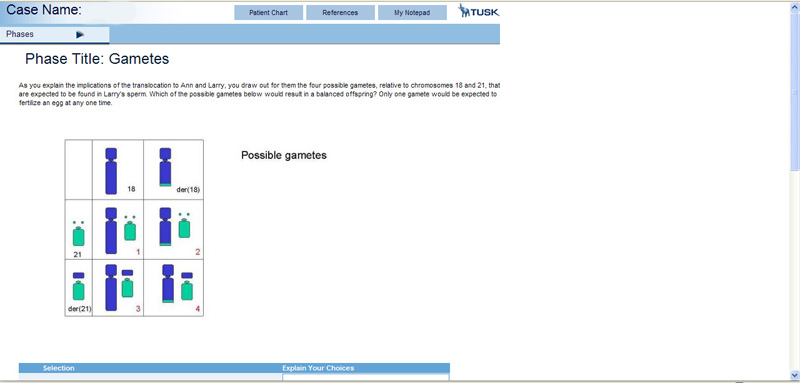 Case Name:
Patient Chart
References
My Notepad
TUSK
Phases
Phase Title: Gametes
As you explain the implications of the translocation to Ann and Larry, you draw out for them the four possible gametes, relative to chromosomes 18 and 21, that
are expected to be found in Larry's sperm. Which of the possible gametes below would result in a balanced offspring? Only one gamete would be expected to
fertilize an egg at any one time.
Possible gametes
18
der(18)
21
1
2
der(21)
3
4
Selection
Explain Your Choices